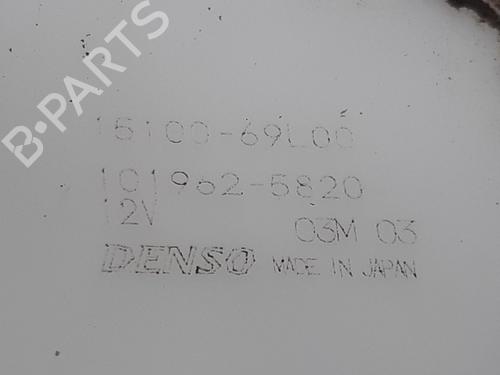 B-PARTS
15100-69L00
101962-5820
12V
03M 03
DENSO MADE IN JAPAN